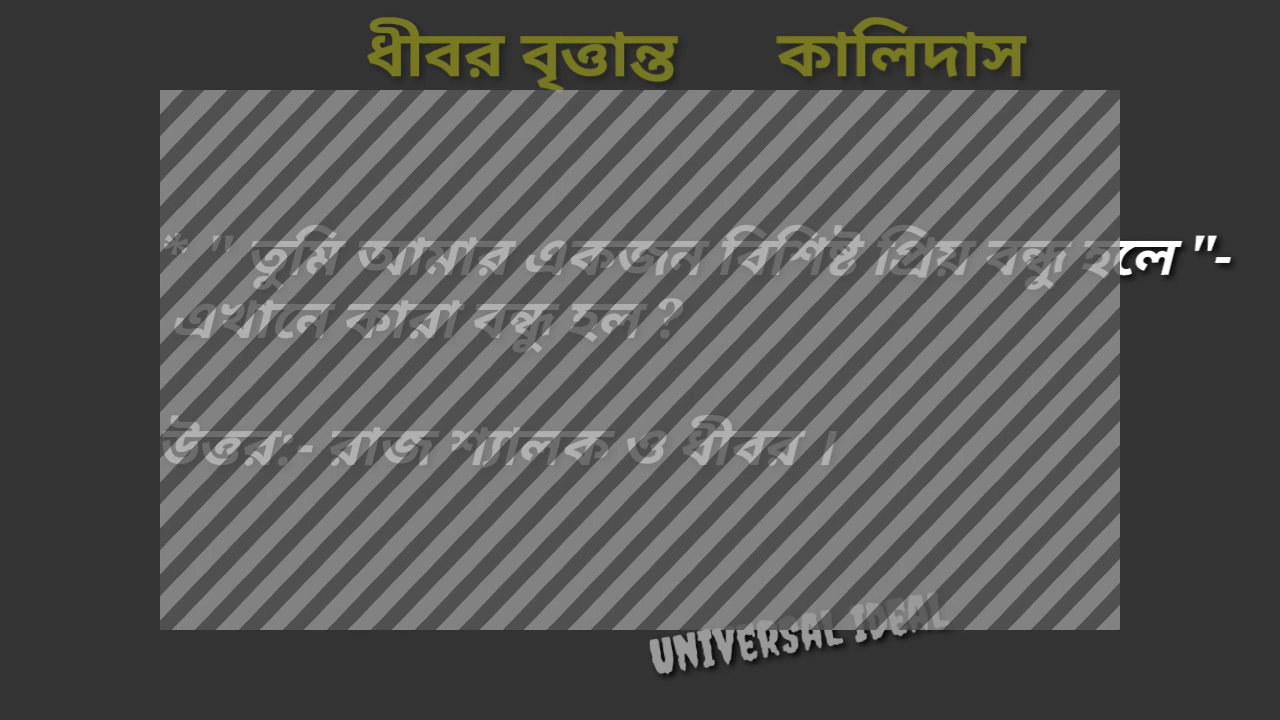 ধীবর বৃত্তান্ত কালিদাস
* " তুমি আমার একজন বিশিষ্ট প্রিয় বন্ধু হলে "-
এখানে কারা বন্ধু হল ?
উত্তর:- রাজ শ্যালক ও ধীবর ।
UNIVERSAL IDEAL